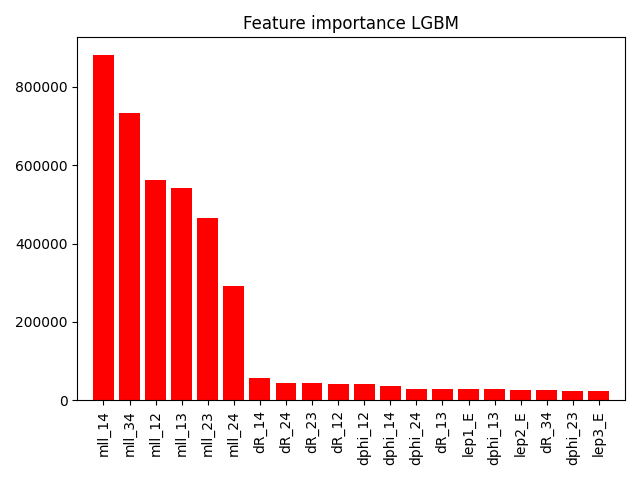 Feature importance LGBM
800000
600000
400000
200000
0
mll_14
mll_34
mll_12
mll_13
mll_23
mll_24
dR_14
dR_24
dR_23
dR_12
dphi_12
dphi_14
dphi_24
dR_13
lep1_E
dphi_13
lep2_E
dR_34
dphi_23
lep3_E